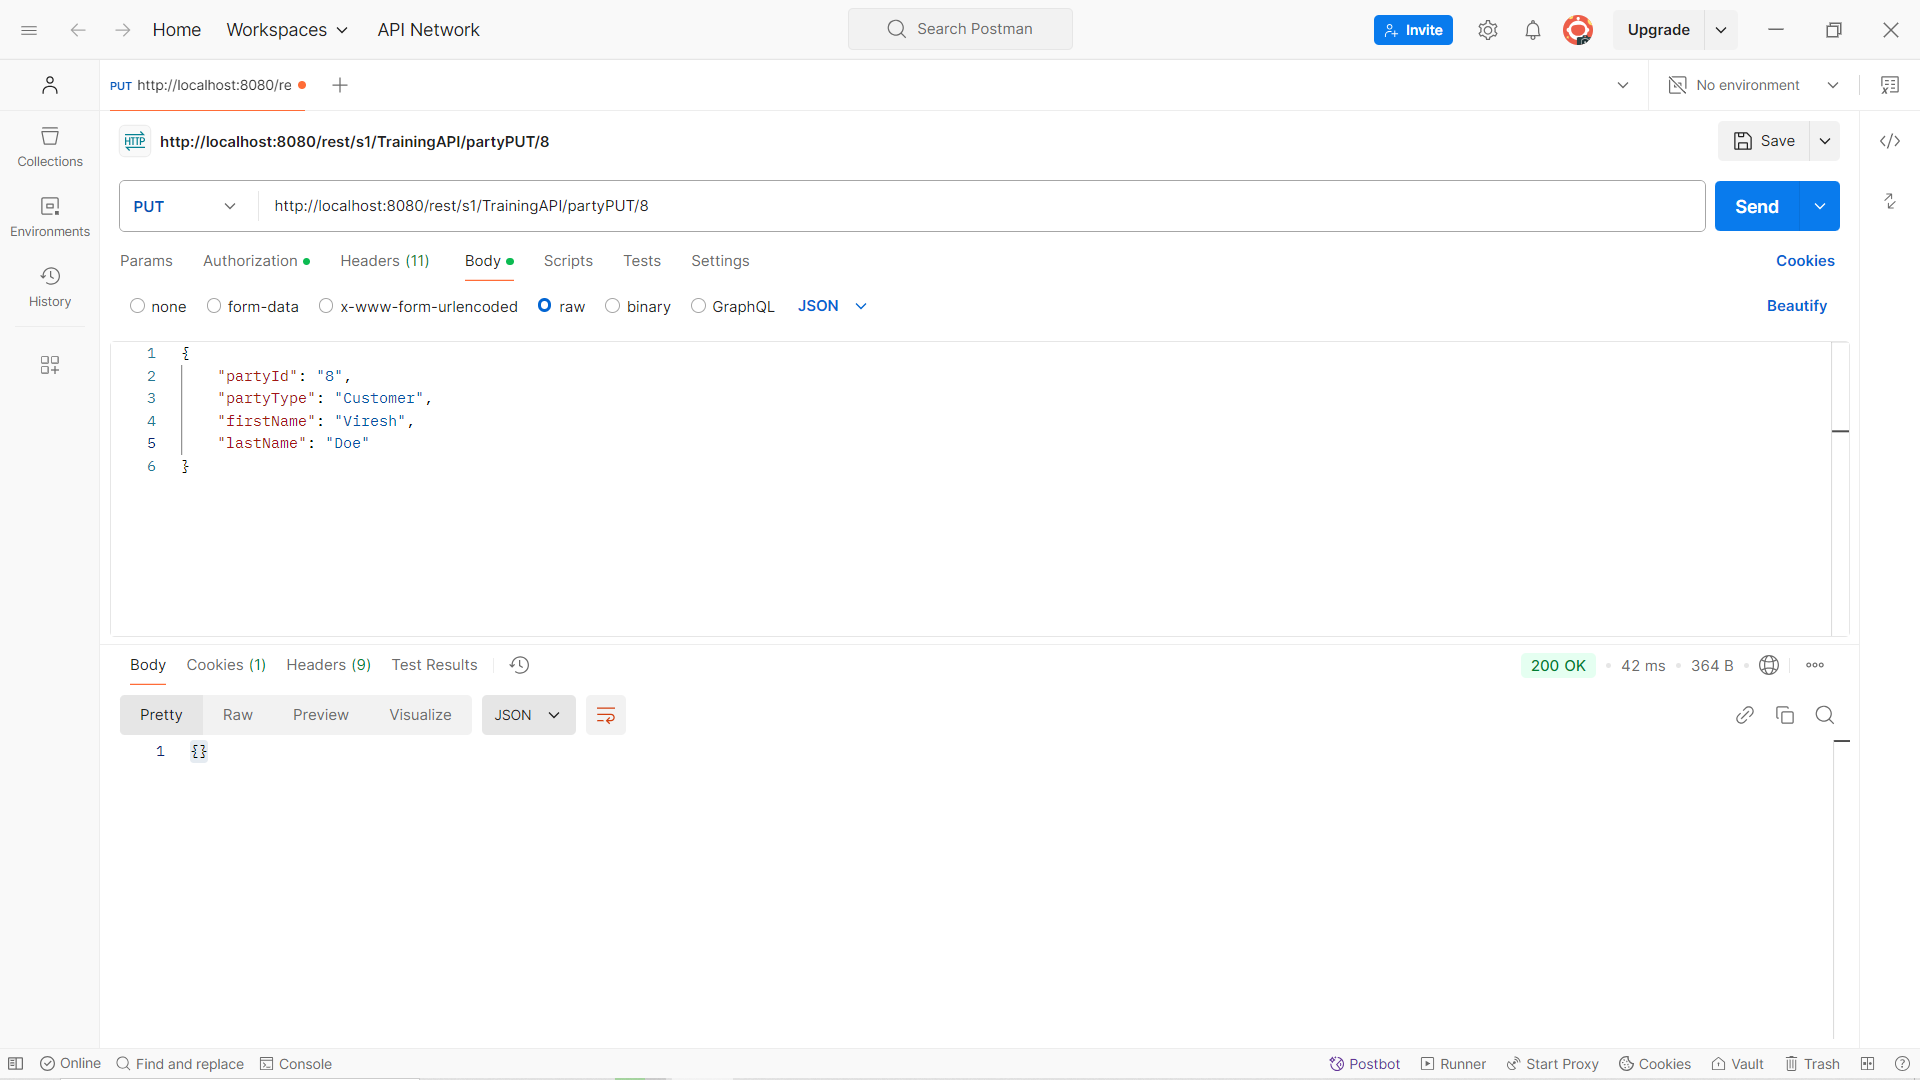 Home Workspaces API Network Search Postman Invite Upgrade
PUT http://localhost:8080/re No environment
HTTP http://localhost:8080/rest/s1/TrainingAPI/partyPUT/8 Save
Collections
PUT http://localhost:8080/rest/s1/TrainingAPI/partyPUT/8 Send
Environments
Params Authorization Headers (11) Body Scripts Tests Settings Cookies
History
none form-data x-www-form-urlencoded raw binary GraphQL JSON Beautify
1 {
2 "partyId": "8",
3 "partyType": "Customer",
4 "firstName": "Viresh",
5 "lastName": "Doe"
6 }
Body Cookies (1) Headers (9) Test Results 200 OK 42 ms 364 B
Pretty Raw Preview Visualize JSON
1 {}
Online Find and replace Console Postbot Runner Start Proxy Cookies Vault Trash